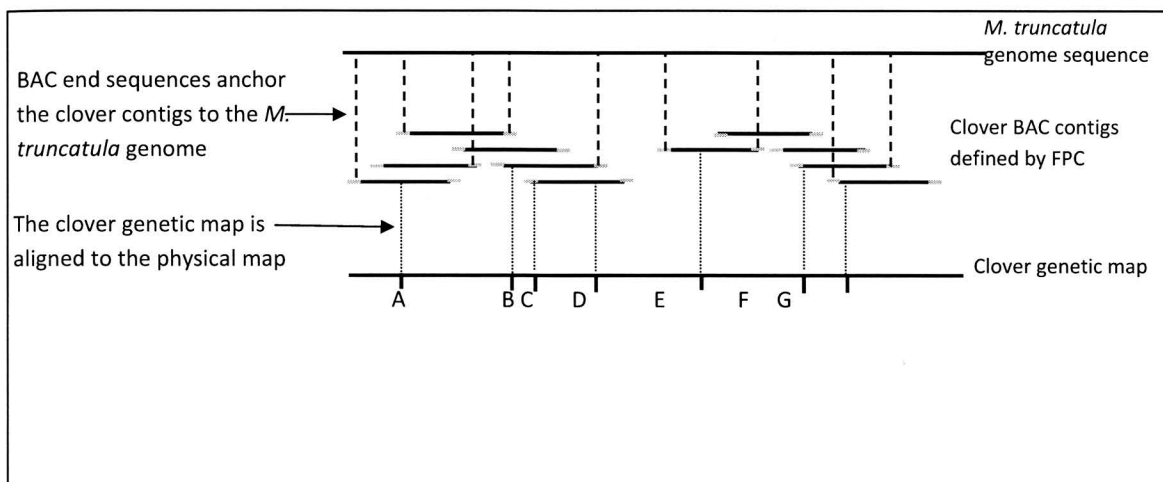 M. truncatula
genome sequence
BAC end sequences anchor
the clover contigs to the M.
truncatula genome
Clover BAC contigs
defined by FPC
The clover genetic map is
aligned to the physical map
Clover genetic map
A B C D E F G